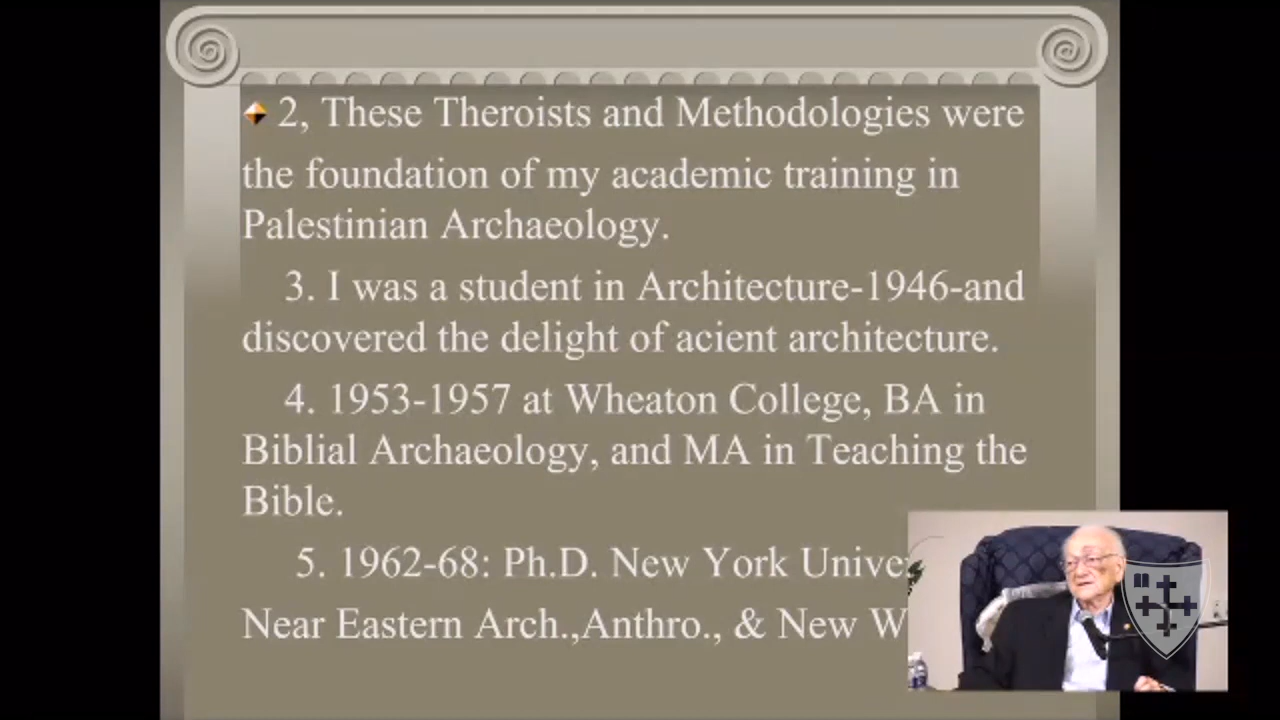 2, These Theroists and Methodologies were
the foundation of my academic training in
Palestinian Archaeology.
3. I was a student in Architecture-1946-and
discovered the delight of acient architecture.
4. 1953-1957 at Wheaton College, BA in
Biblial Archaeology, and MA in Teaching the
Bible.
5. 1962-68: Ph.D. New York
Near Eastern Arch.,Anthro., & New